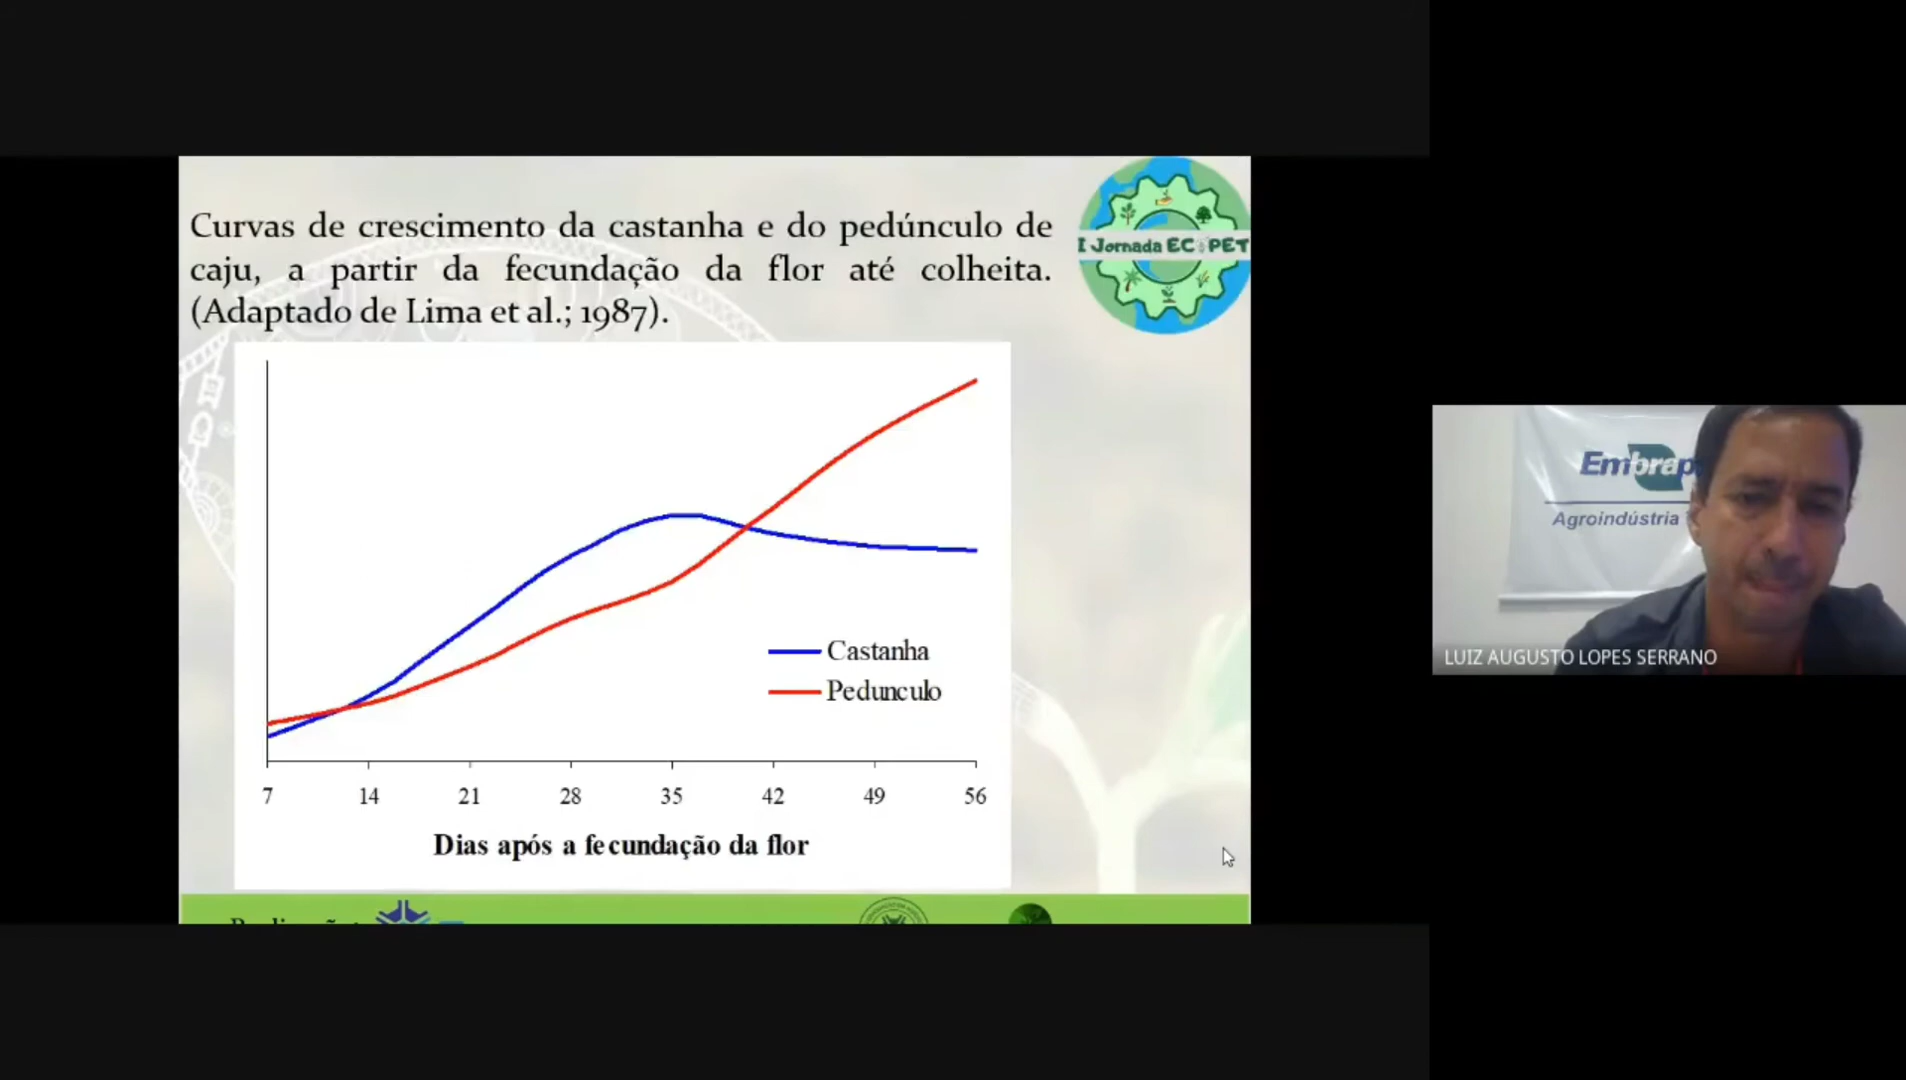 Curvas de crescimento da castanha e do pedúnculo de
caju, a partir da fecundação da flor até colheita.
(Adaptado de Lima et al.; 1987).
I Jornada EC PET
Castanha
Pedunculo
7 14 21 28 35 42 49 56
Dias após a fecundação da flor
Embrap
Agroindústria
LUIZ AUGUSTO LOPES SERRANO